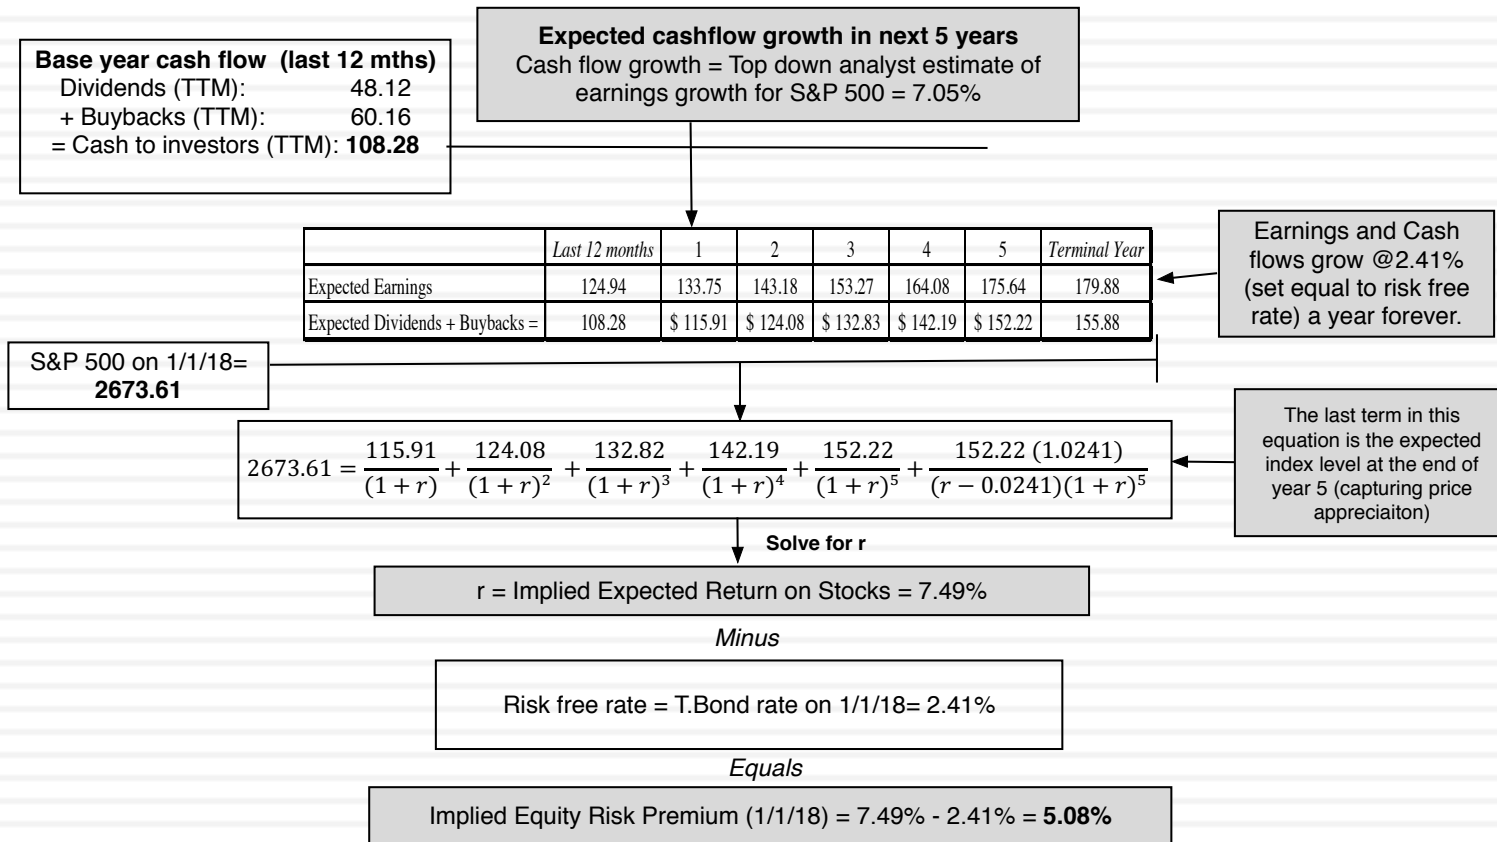 Base year cash flow (last 12 mths)
Dividends (TTM): 48.12
+ Buybacks (TTM): 60.16
= Cash to investors (TTM): 108.28
Expected cashflow growth in next 5 years
Cash flow growth = Top down analyst estimate of
earnings growth for S&P 500 = 7.05%
Last 12 months 1 2 3 4 5 Terminal Year
Expected Earnings 124.94 133.75 143.18 153.27 164.08 175.64 179.88
Expected Dividends + Buybacks = 108.28 $ 115.91 $ 124.08 $ 132.83 $ 142.19 $ 152.22 155.88
Earnings and Cash
flows grow @2.41%
(set equal to risk free
rate) a year forever.
S&P 500 on 1/1/18=
2673.61
2673.61 = 115.91/(1 + r) + 124.08/(1 + r)² + 132.82/(1 + r)³ + 142.19/(1 + r)⁴ + 152.22/(1 + r)⁵ + 152.22 (1.0241)/(r − 0.0241)(1 + r)⁵
The last term in this
equation is the expected
index level at the end of
year 5 (capturing price
appreciaiton)
Solve for r
r = Implied Expected Return on Stocks = 7.49%
Minus
Risk free rate = T.Bond rate on 1/1/18= 2.41%
Equals
Implied Equity Risk Premium (1/1/18) = 7.49% - 2.41% = 5.08%